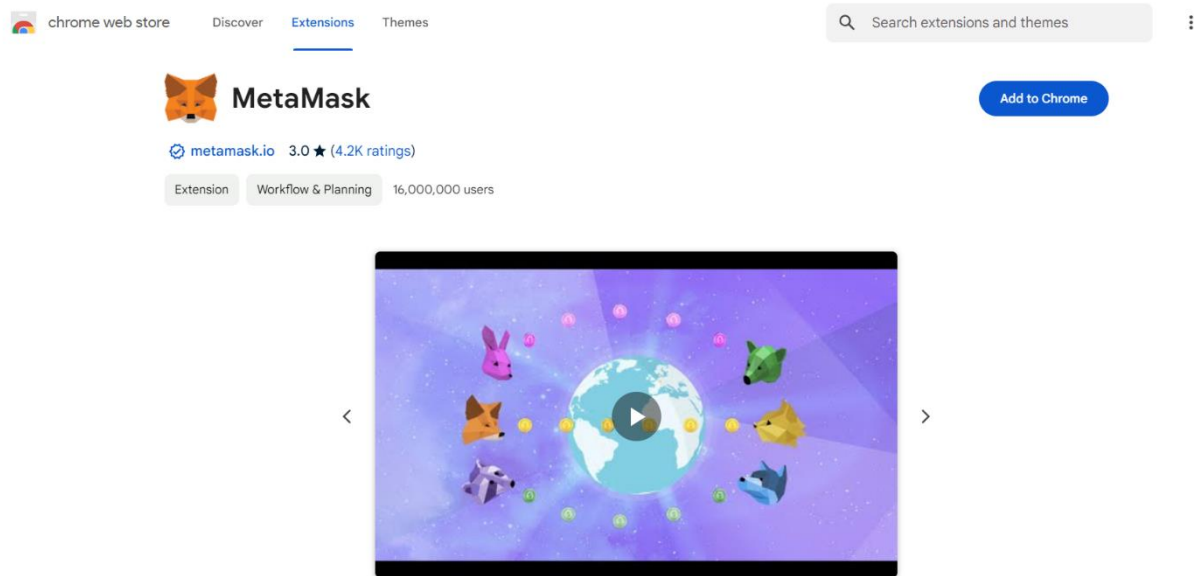 chrome web store Discover Extensions Themes Search extensions and themes
MetaMask Add to Chrome
metamask.io 3.0 ★ (4.2K ratings)
Extension Workflow & Planning 16,000,000 users